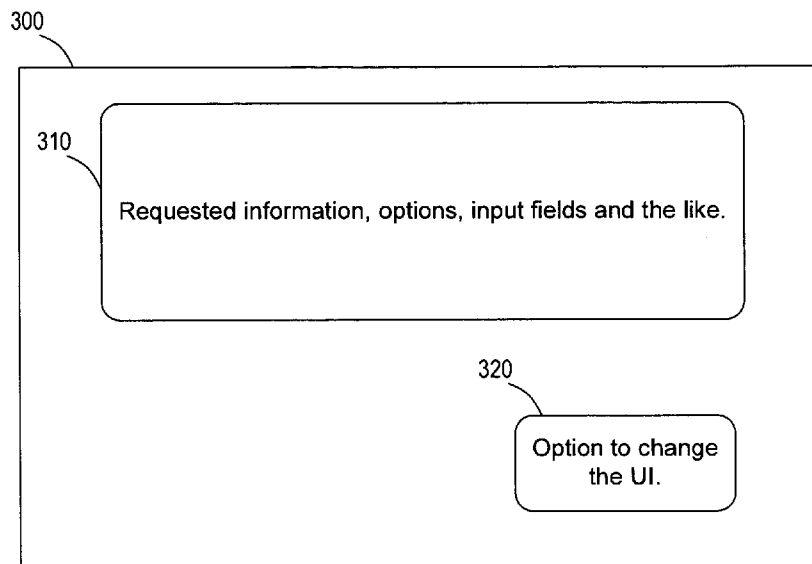 300
310
Requested information, options, input fields and the like.
320
Option to change
the UI.